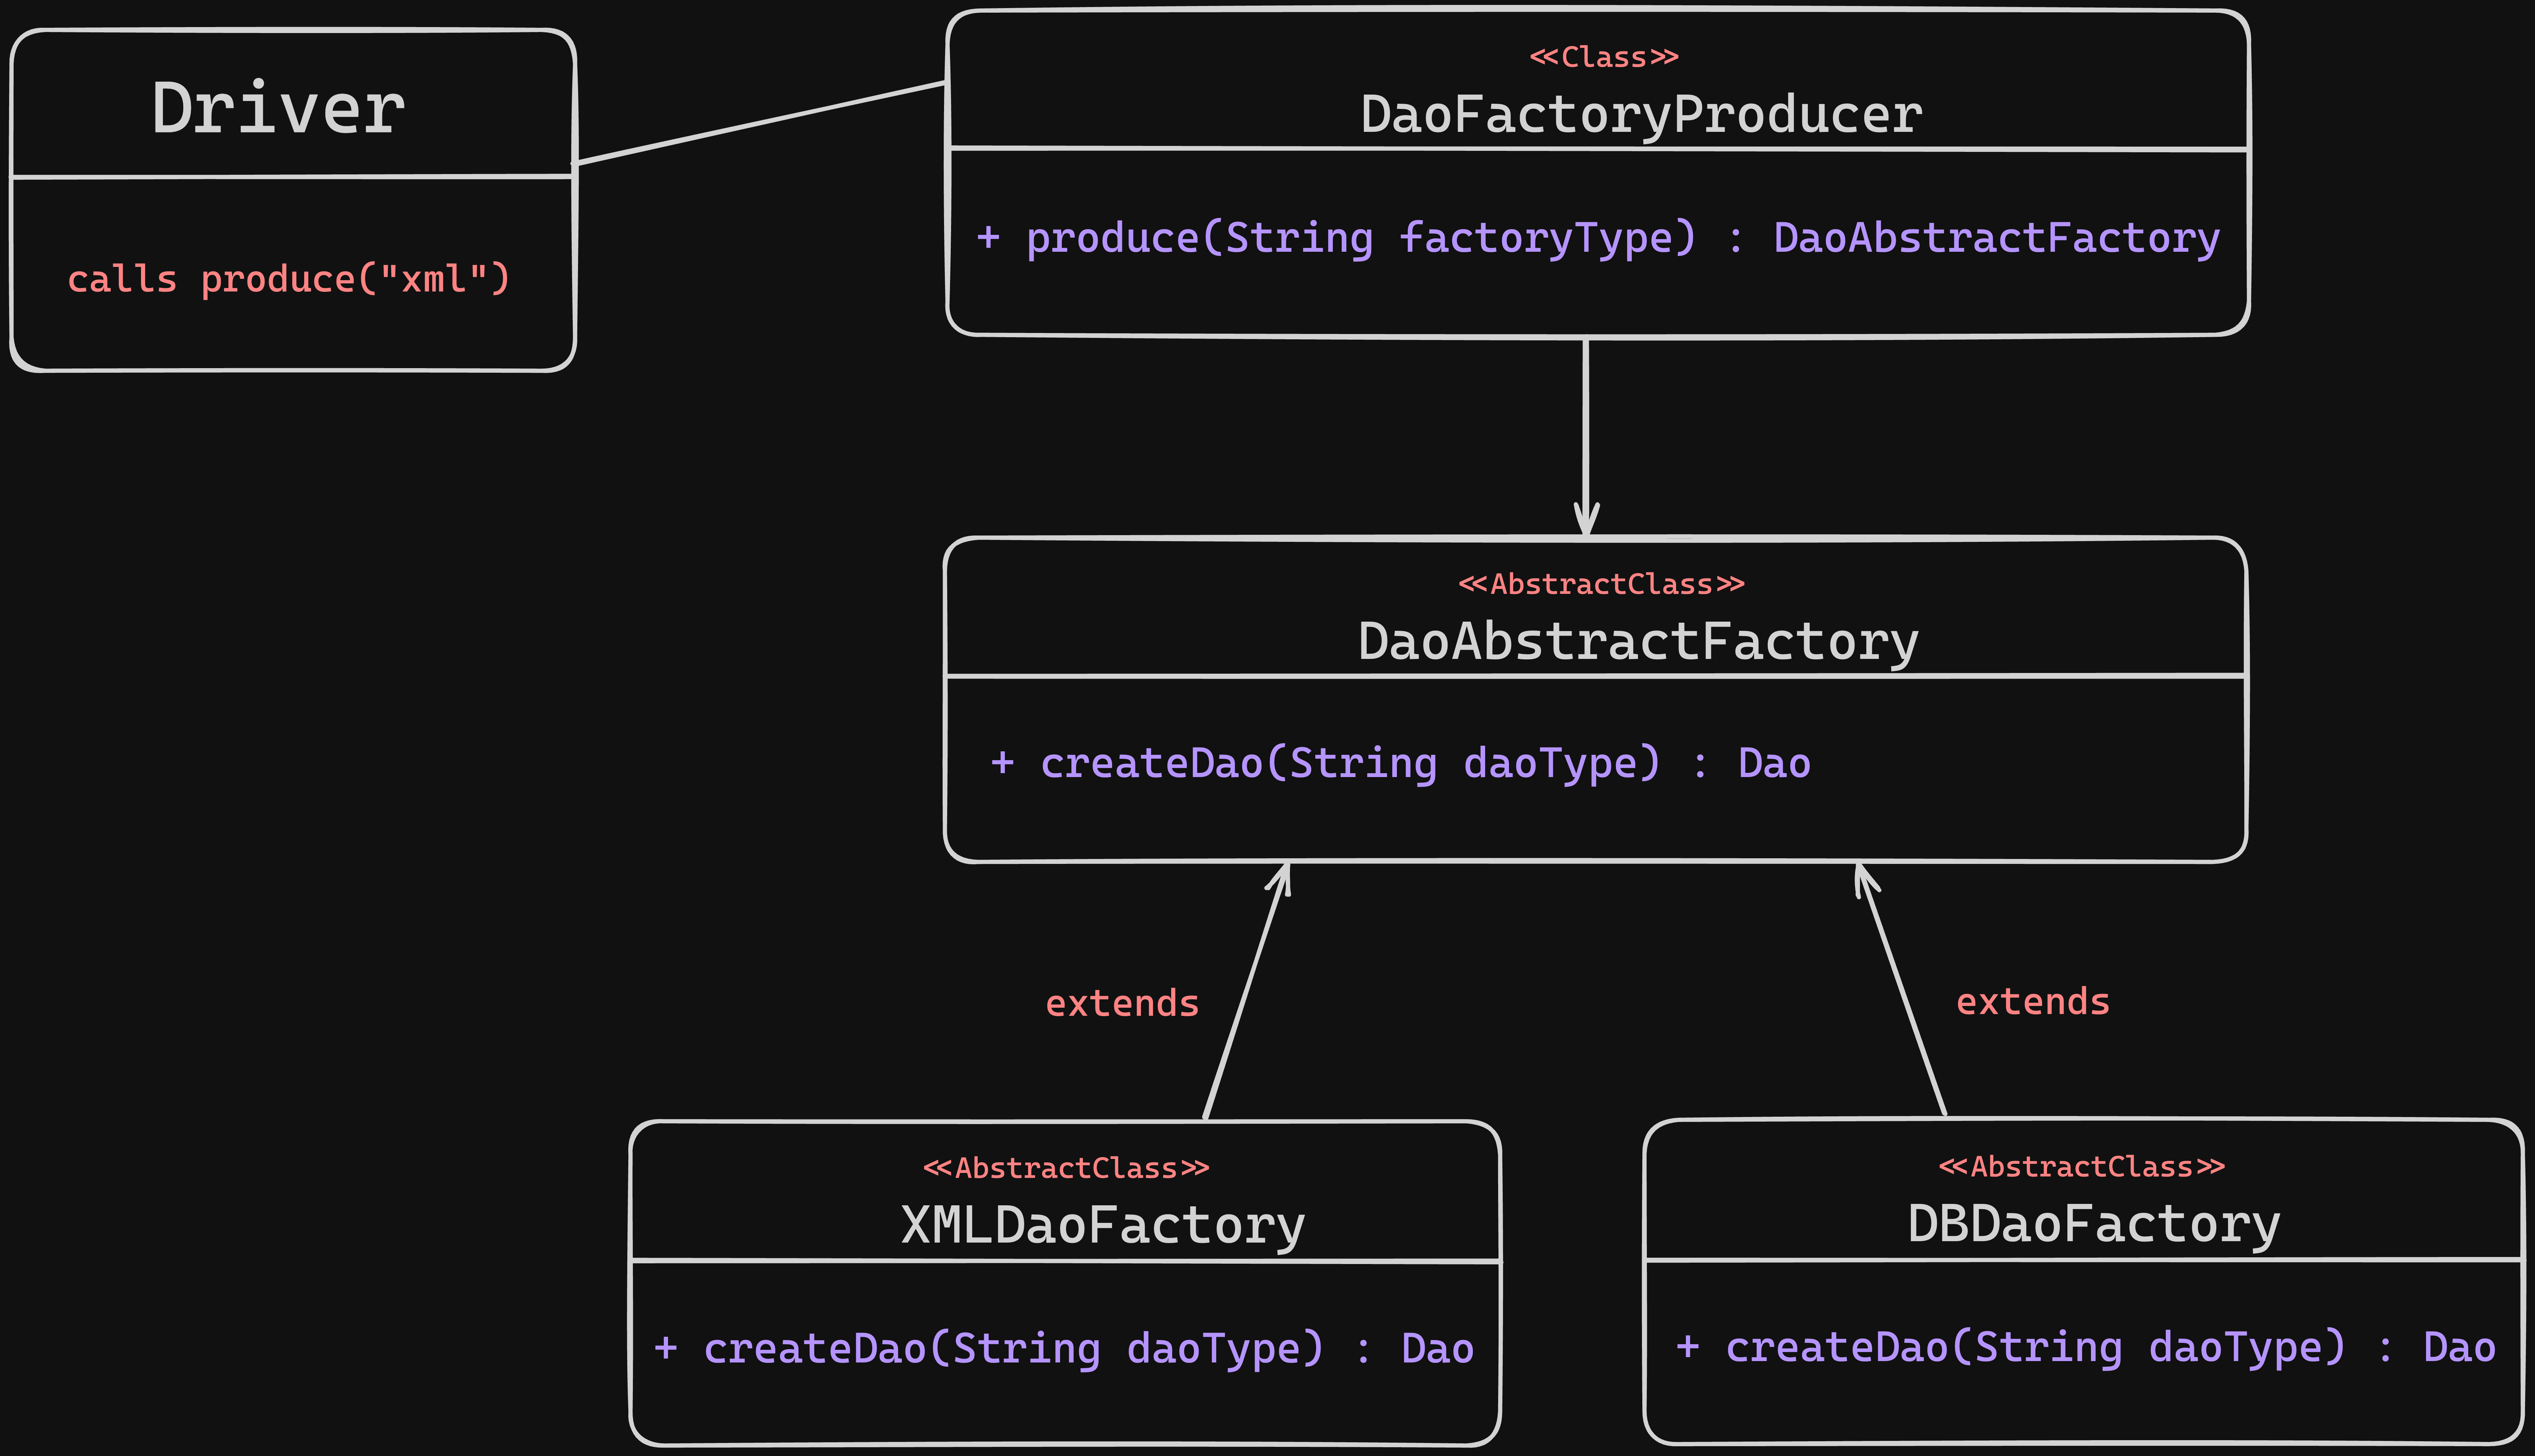 Driver
calls produce("xml")
<<Class>>
DaoFactoryProducer
+ produce(String factoryType) : DaoAbstractFactory
<<AbstractClass>>
DaoAbstractFactory
+ createDao(String daoType) : Dao
extends
extends
<<AbstractClass>>
XMLDaoFactory
+ createDao(String daoType) : Dao
<<AbstractClass>>
DBDaoFactory
+ createDao(String daoType) : Dao